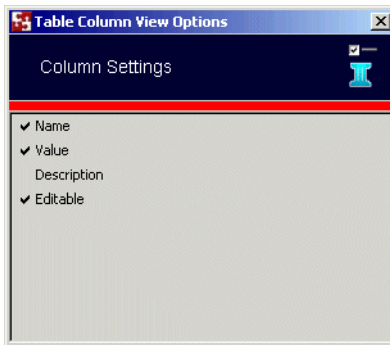 Table Column View Options
Column Settings
Name
Value
Description
Editable